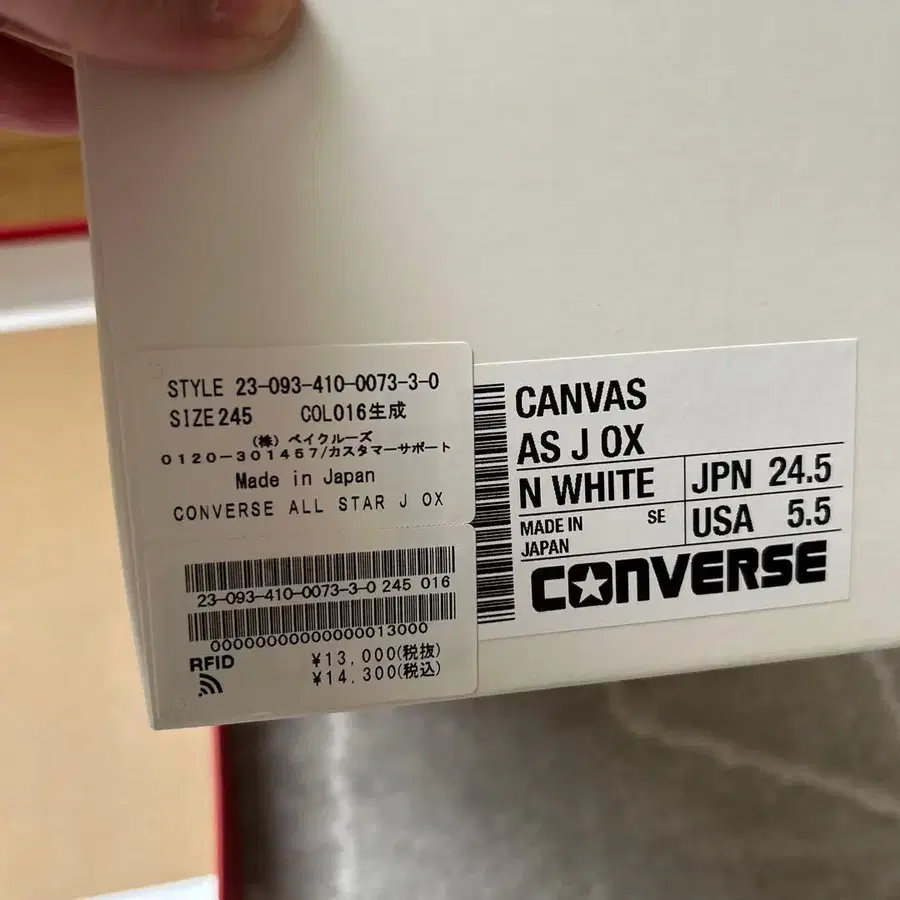 STYLE 23-093-410-0073-3-0
SIZE 245 COL016生成
(株) ベイクルーズ
0120-301457/カスタマーサポート
Made in Japan
CONVERSE ALL STAR J OX
23-093-410-0073-3-0 245 016
000000000000000013000
RFID
¥13,000(税抜)
¥14,300(税込)
CANVAS
AS J OX
N WHITE
JPN 24.5
MADE IN JAPAN
SE
USA 5.5
CONVERSE